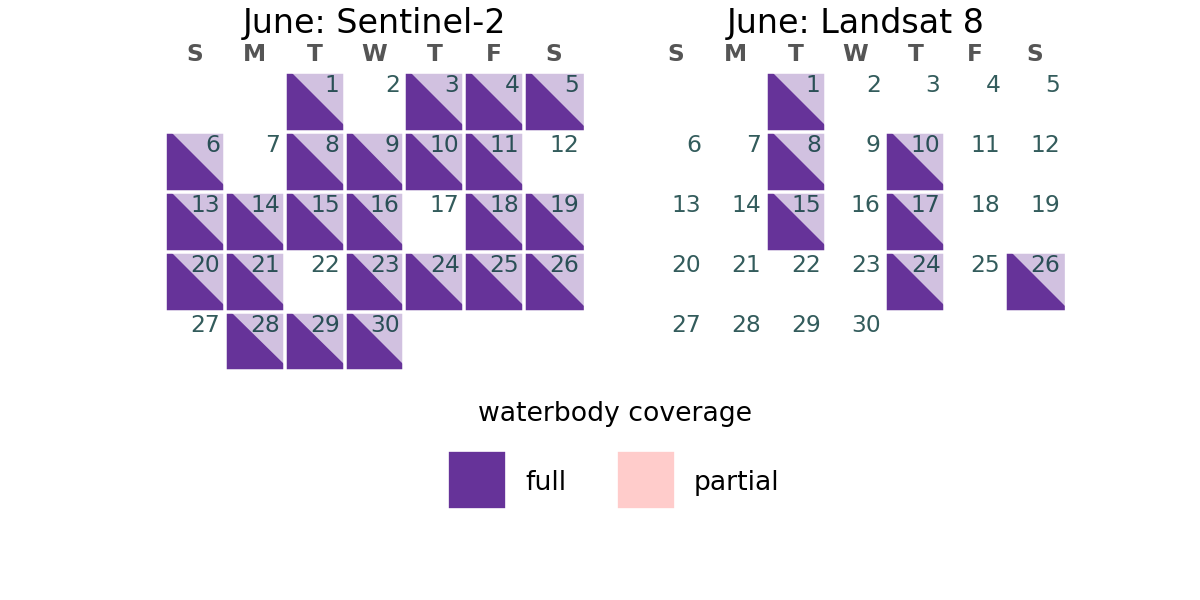 June: Sentinel-2
S M T W T F S
1 2 3 4 5
6 7 8 9 10 11 12
13 14 15 16 17 18 19
20 21 22 23 24 25 26
27 28 29 30
June: Landsat 8
S M T W T F S
1 2 3 4 5
6 7 8 9 10 11 12
13 14 15 16 17 18 19
20 21 22 23 24 25 26
27 28 29 30
waterbody coverage
full partial